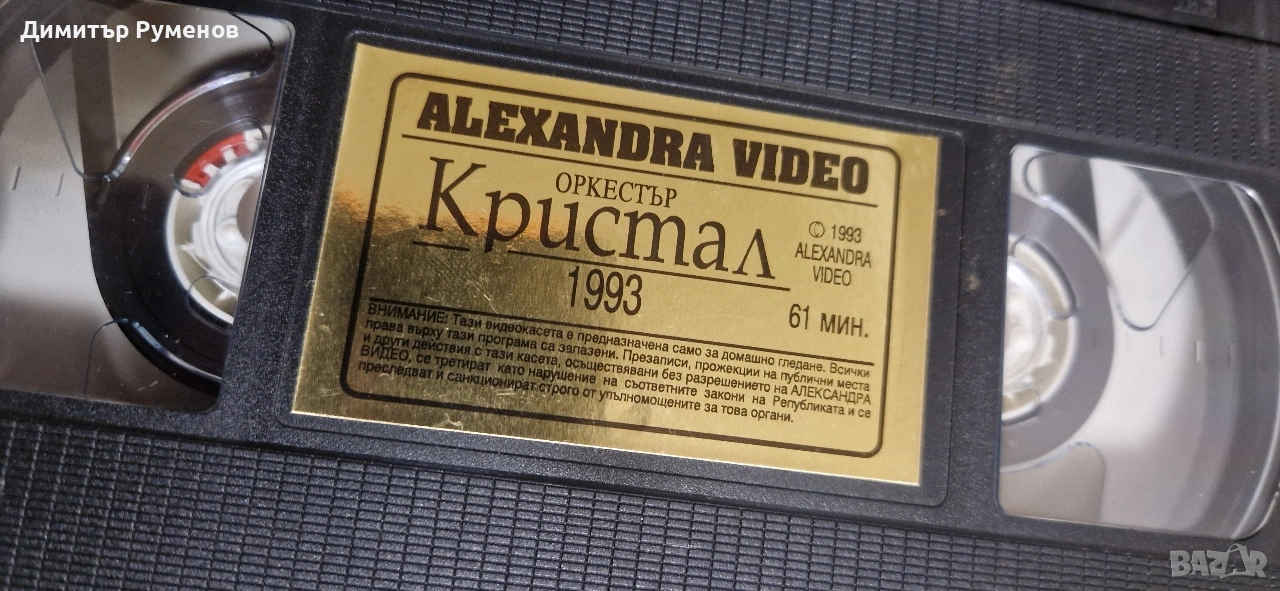 Димитър Руменов
ALEXANDRA VIDEO
ОРКЕСТЪР
Кристал
1993
© 1993
ALEXANDRA
VIDEO
61 МИН.
ВНИМАНИЕ: Тази видеокасета е предназначена само за домашно гледане. Всички
права върху тази програма са запазени. Презаписи, прожекции на публични места
и други действия с тази касета, осъществявани без разрешението на АЛЕКСАНДРА
ВИДЕО, се третират като нарушение на съответните закони на Републиката и се
преследват и санкционират строго от упълномощените за това органи.
BAZAR